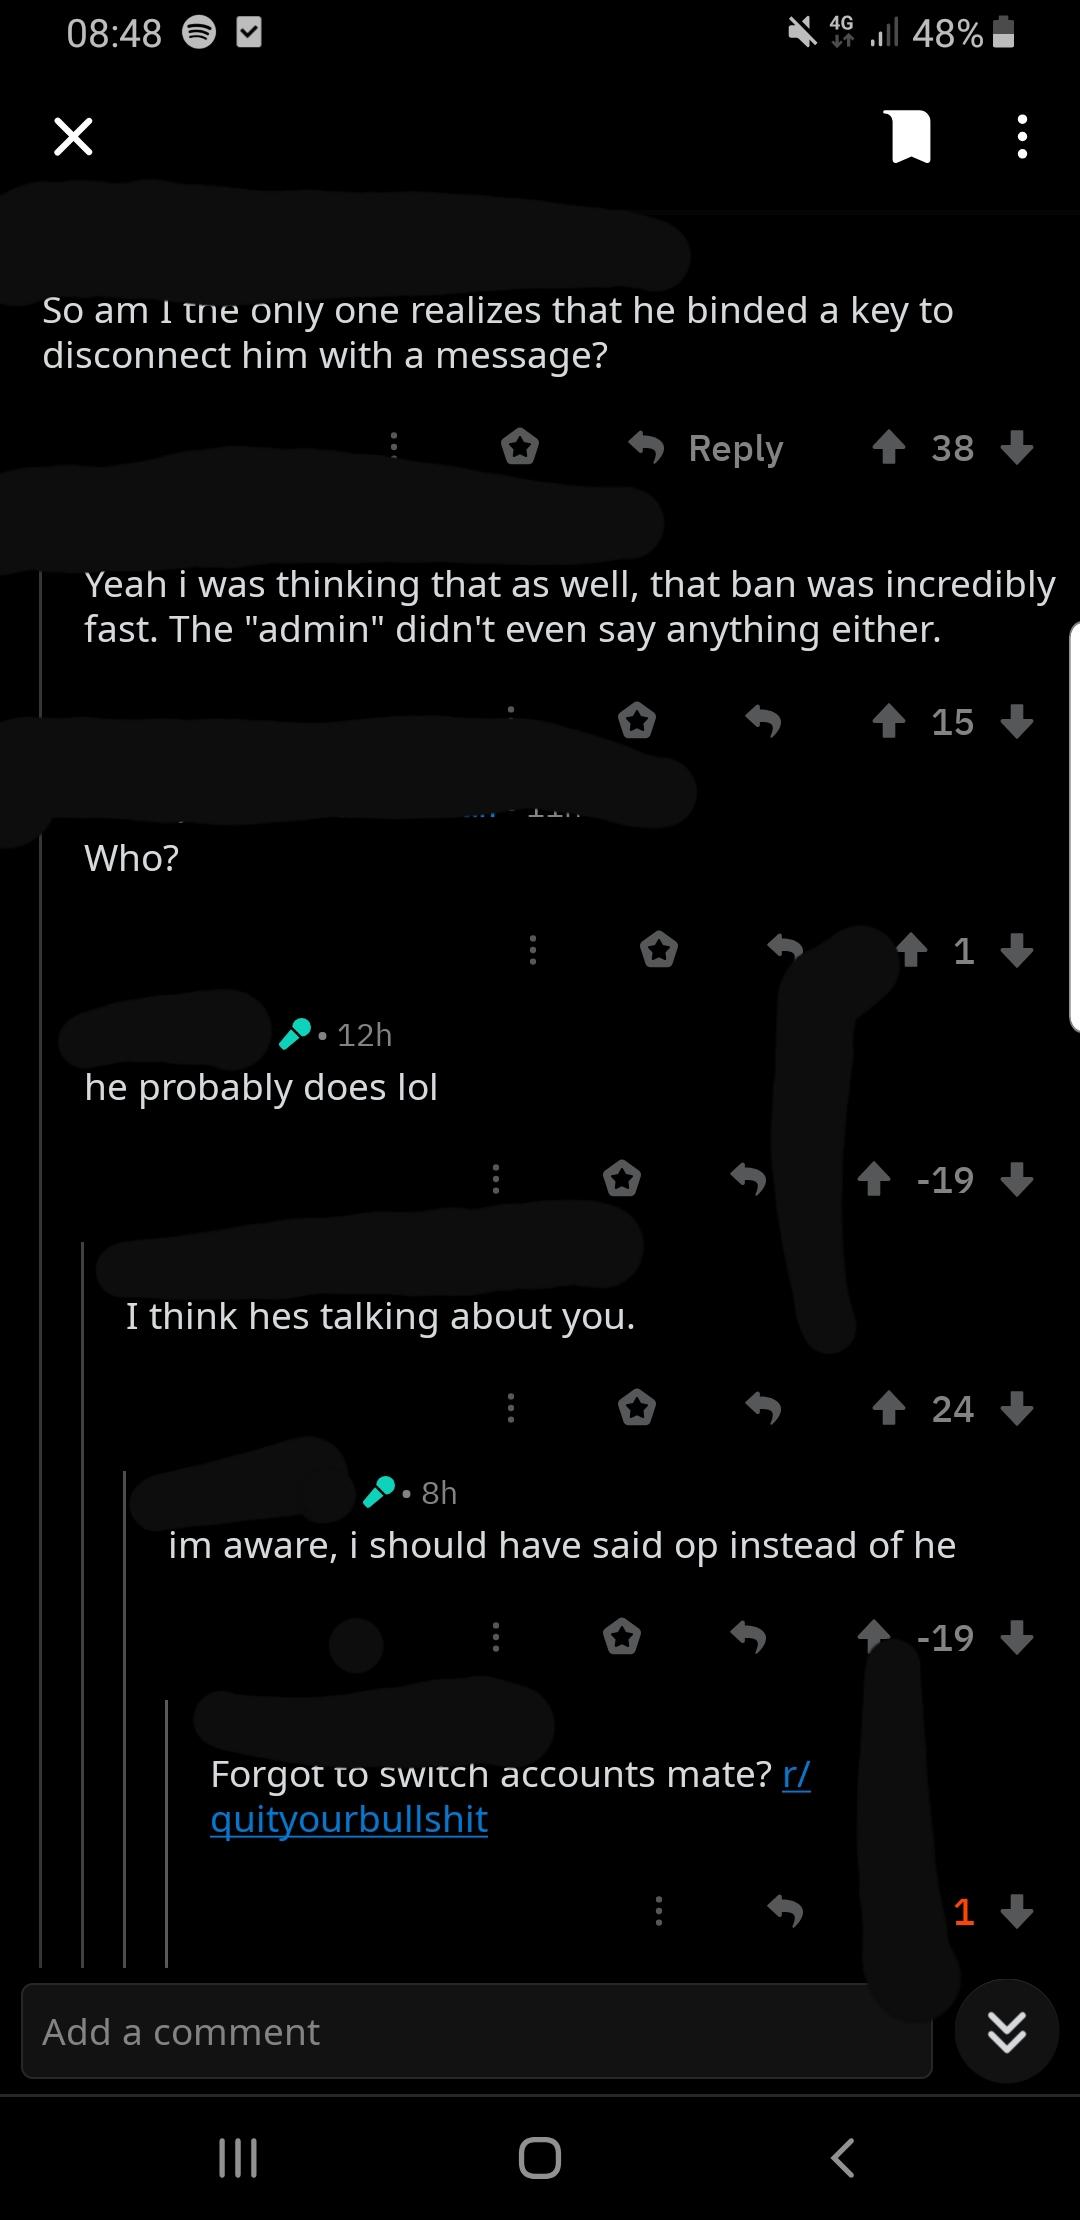 08:48
4G
48%
So am I the only one realizes that he binded a key to
disconnect him with a message?
Reply
38
Yeah i was thinking that as well, that ban was incredibly
fast. The "admin" didn't even say anything either.
15
Who?
1
• 12h
he probably does lol
-19
I think hes talking about you.
24
• 8h
im aware, i should have said op instead of he
-19
Forgot to switch accounts mate? r/
quityourbullshit
1
Add a comment